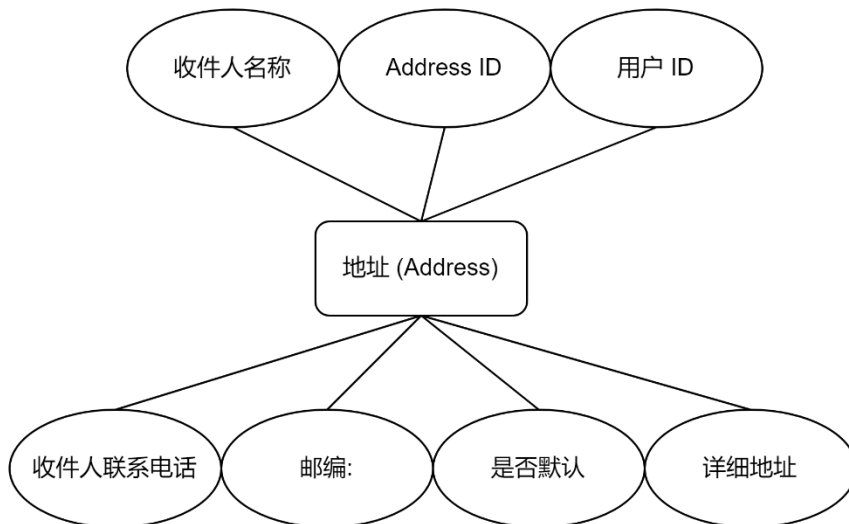 收件人名称
Address ID
用户 ID
地址 (Address)
收件人联系电话
邮编:
是否默认
详细地址